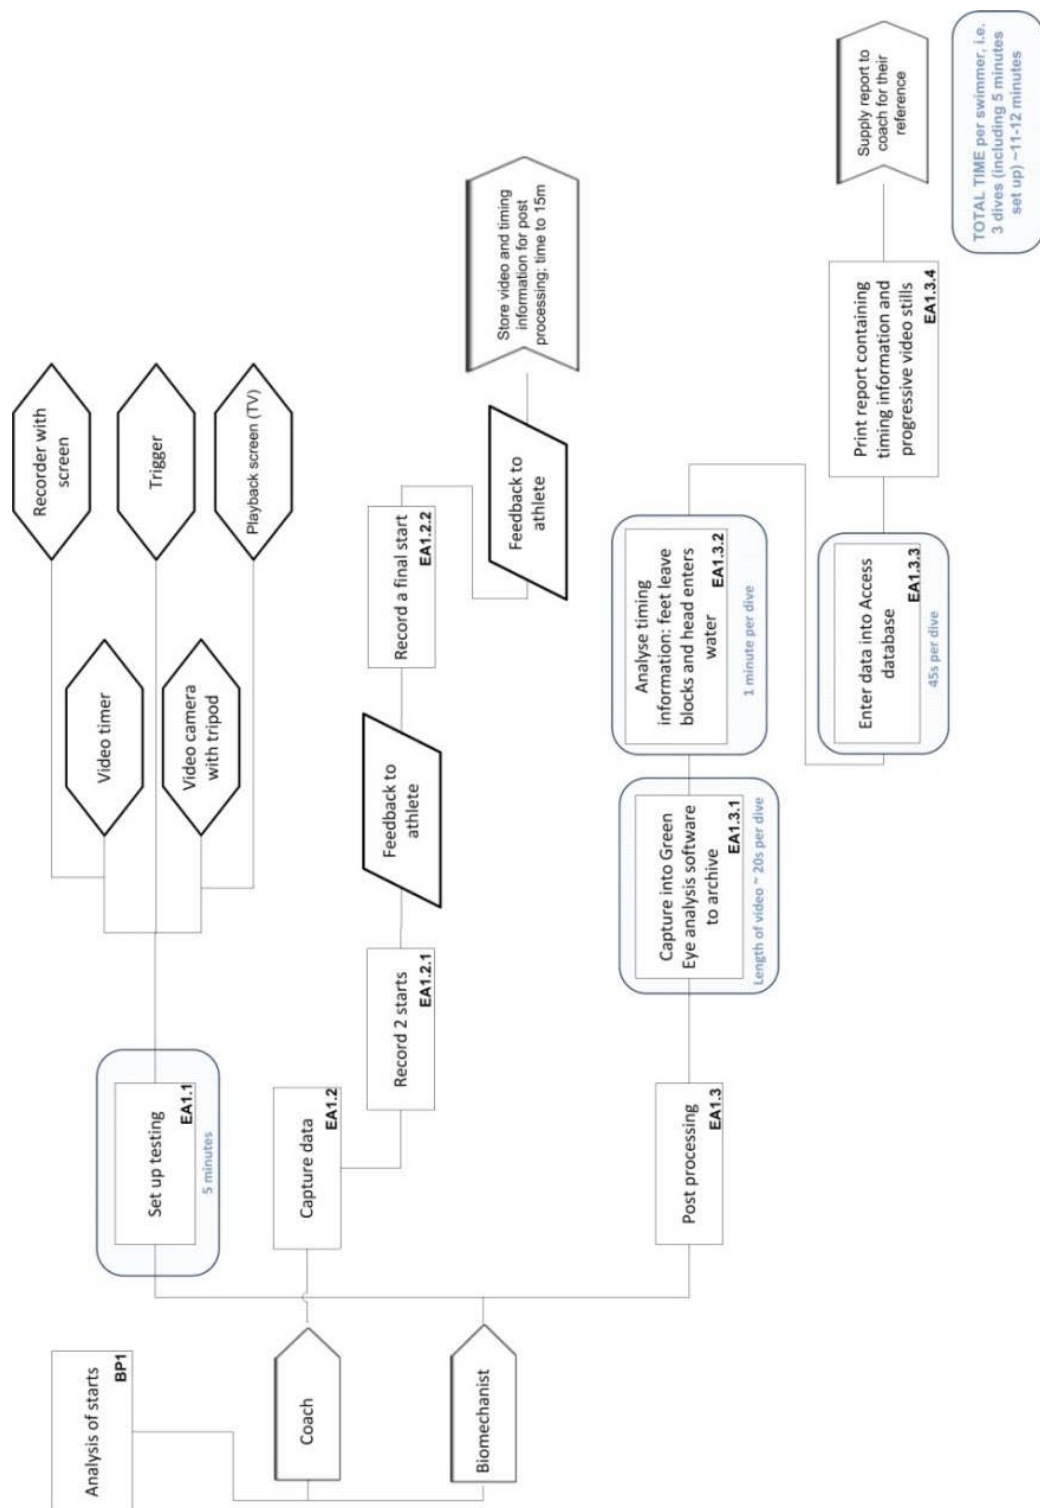 Analysis of starts
BP1
Coach
Biomechanist
Set up testing
EA1.1
5 minutes
Video timer
Video camera
with tripod
Recorder with
screen
Trigger
Playback screen (TV)
Capture data
EA1.2
Record 2 starts
EA1.2.1
Feedback to
athlete
Record a final start
EA1.2.2
Feedback to
athlete
Store video and timing
information for post
processing: time to 15m
Post processing
EA1.3
Capture into Green
Eye analysis software
to archive
EA1.3.1
Length of video ~ 20s per dive
Analyse timing
information: feet leave
blocks and head enters
water
EA1.3.2
1 minute per dive
Enter data into Access
database
EA1.3.3
45s per dive
Print report containing
timing information and
progressive video stills
EA1.3.4
Supply report to
coach for their
reference
TOTAL TIME per swimmer, i.e.
3 dives (including 5 minutes
set up) ~11-12 minutes